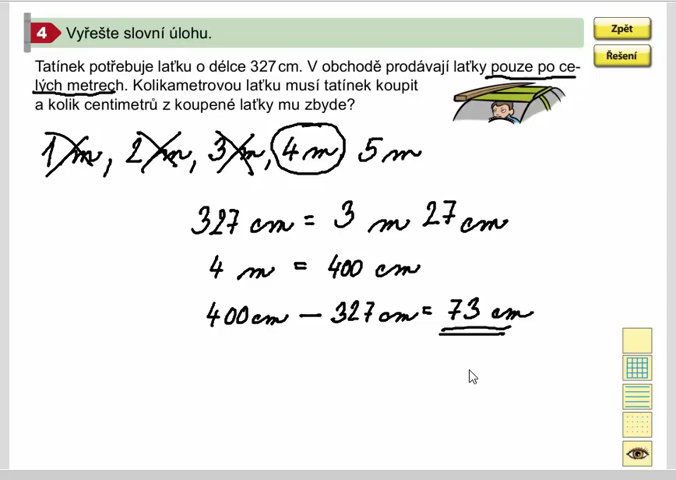 4 Vyřešte slovní úlohu.
Zpět
Řešení
Tatínek potřebuje laťku o délce 327 cm. V obchodě prodávají laťky pouze po ce-
lých metrech. Kolikametrovou laťku musí tatínek koupit
a kolik centimetrů z koupené laťky mu zbyde?
1 m, 2 m, 3 m, 4 m 5 m
327 cm = 3 m 27 cm
4 m = 400 cm
400 cm - 327 cm = 73 cm